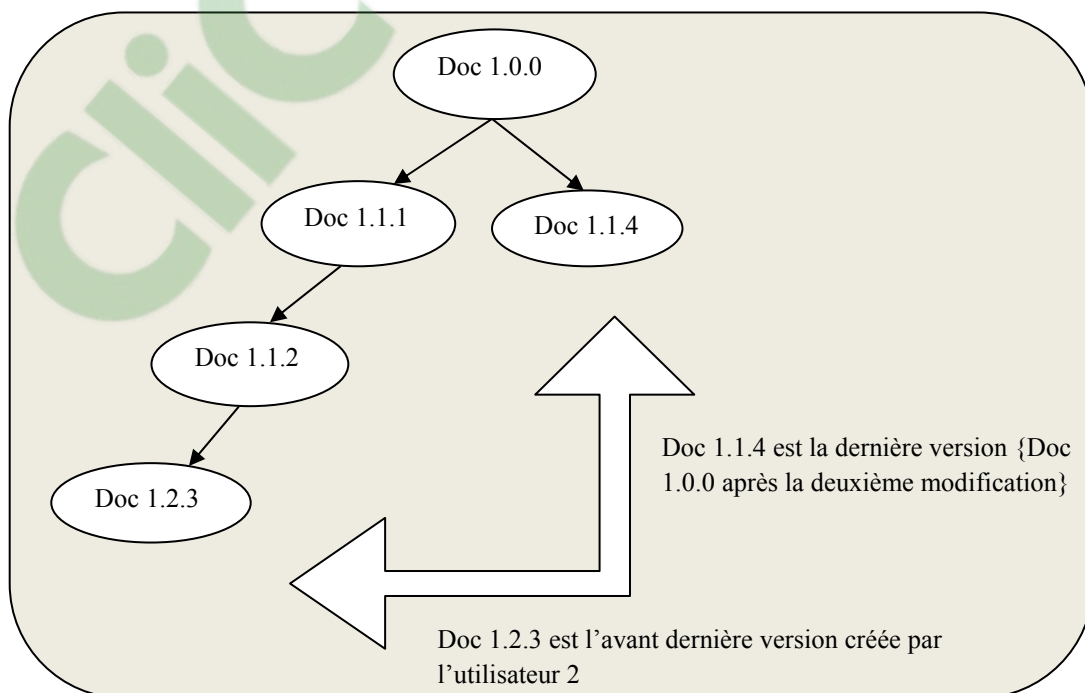 Doc 1.0.0
Doc 1.1.1
Doc 1.1.4
Doc 1.1.2
Doc 1.2.3
Doc 1.1.4 est la dernière version {Doc
1.0.0 après la deuxième modification}
Doc 1.2.3 est l'avant dernière version créée par
l'utilisateur 2
Clic